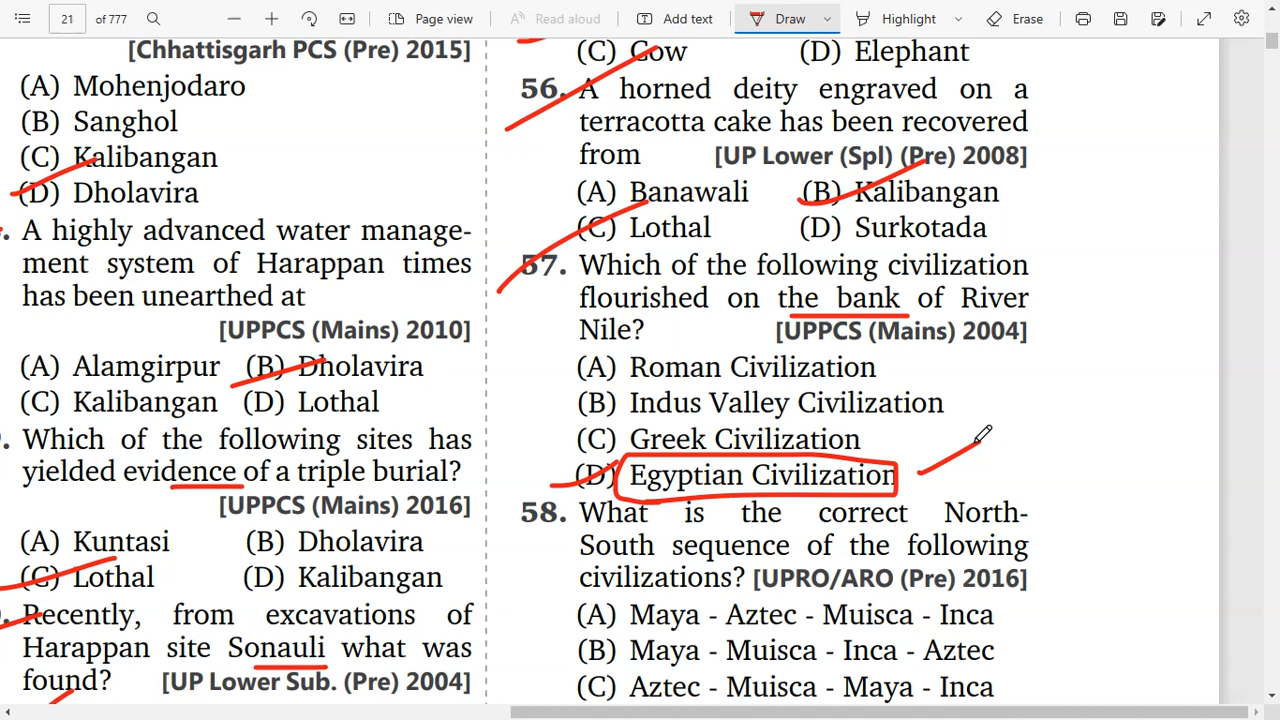 21 of 777
Page view
Read aloud
Add text
Draw
Highlight
Erase
[Chhattisgarh PCS (Pre) 2015]
(A) Mohenjodaro
(B) Sanghol
(C) Kalibangan
(D) Dholavira
. A highly advanced water manage-
ment system of Harappan times
has been unearthed at
[UPPCS (Mains) 2010]
(A) Alamgirpur (B) Dholavira
(C) Kalibangan (D) Lothal
. Which of the following sites has
yielded evidence of a triple burial?
[UPPCS (Mains) 2016]
(A) Kuntasi (B) Dholavira
(C) Lothal (D) Kalibangan
. Recently, from excavations of
Harappan site Sonauli what was
found? [UP Lower Sub. (Pre) 2004]
(C) Cow (D) Elephant
56. A horned deity engraved on a
terracotta cake has been recovered
from [UP Lower (Spl) (Pre) 2008]
(A) Banawali (B) Kalibangan
(C) Lothal (D) Surkotada
57. Which of the following civilization
flourished on the bank of River
Nile? [UPPCS (Mains) 2004]
(A) Roman Civilization
(B) Indus Valley Civilization
(C) Greek Civilization
(D) Egyptian Civilization
58. What is the correct North-
South sequence of the following
civilizations? [UPRO/ARO (Pre) 2016]
(A) Maya - Aztec - Muisca - Inca
(B) Maya - Muisca - Inca - Aztec
(C) Aztec - Muisca - Maya - Inca